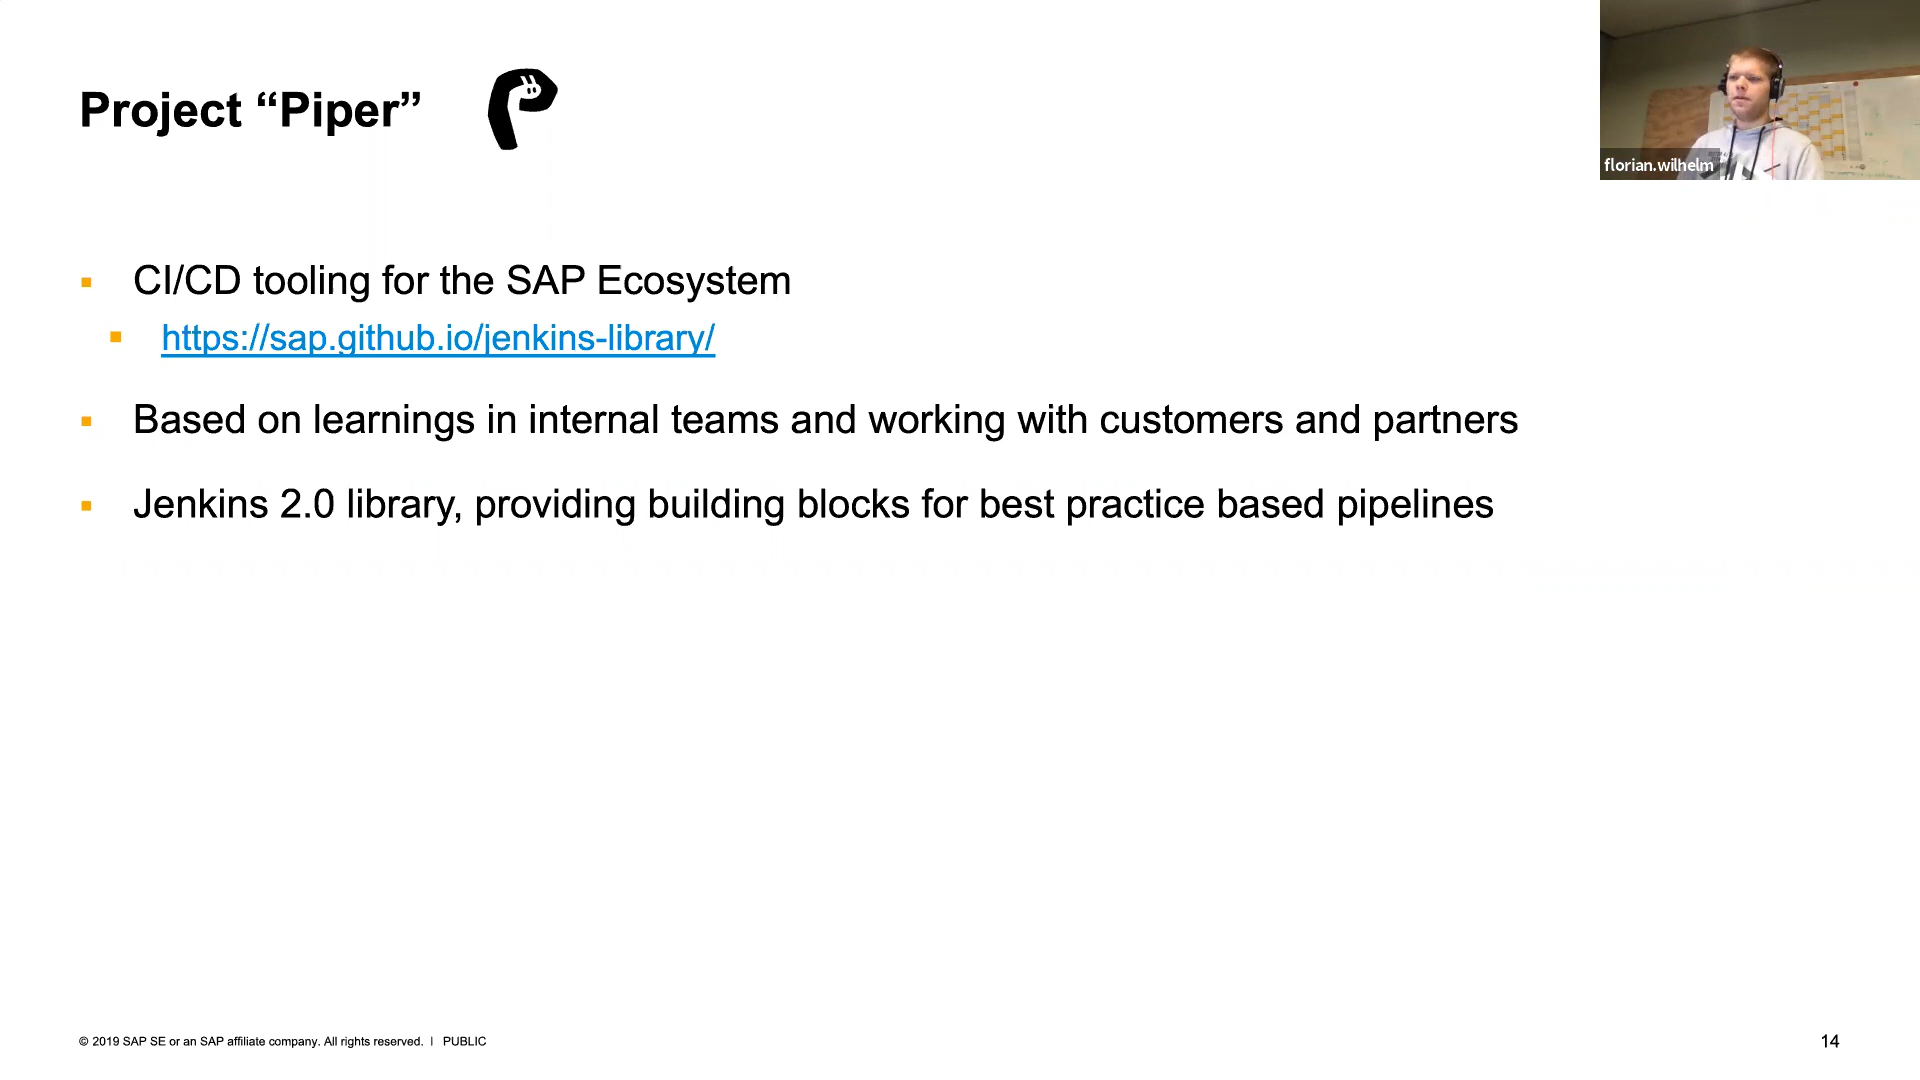 Project “Piper”
florian.wilhelm
CI/CD tooling for the SAP Ecosystem
https://sap.github.io/jenkins-library/
Based on learnings in internal teams and working with customers and partners
Jenkins 2.0 library, providing building blocks for best practice based pipelines
© 2019 SAP SE or an SAP affiliate company. All rights reserved. | PUBLIC
14